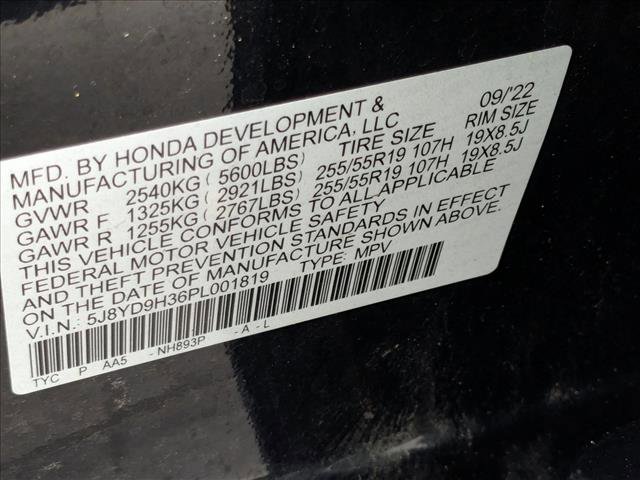 MFD. BY HONDA DEVELOPMENT & 09/'22
MANUFACTURING OF AMERICA, LLC
GVWR 2540KG( 5600LBS) TIRE SIZE RIM SIZE
GAWR F 1325KG( 2921LBS) 255/55R19 107H 19X8.5J
GAWR R 1255KG( 2767LBS) 255/55R19 107H 19X8.5J
THIS VEHICLE CONFORMS TO ALL APPLICABLE
FEDERAL MOTOR VEHICLE SAFETY
AND THEFT PREVENTION STANDARDS IN EFFECT
ON THE DATE OF MANUFACTURE SHOWN ABOVE.
V.I.N.: 5J8YD9H36PL001819 TYPE: MPV
TYC P AA5 -NH893P -A-L